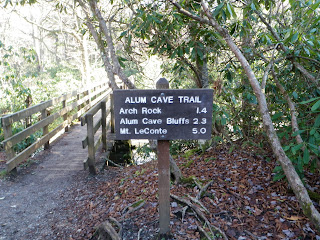 ALUM CAVE TRAIL
Arch Rock 1.4
Alum Cave Bluffs 2.3
Mt. LeConte 5.0